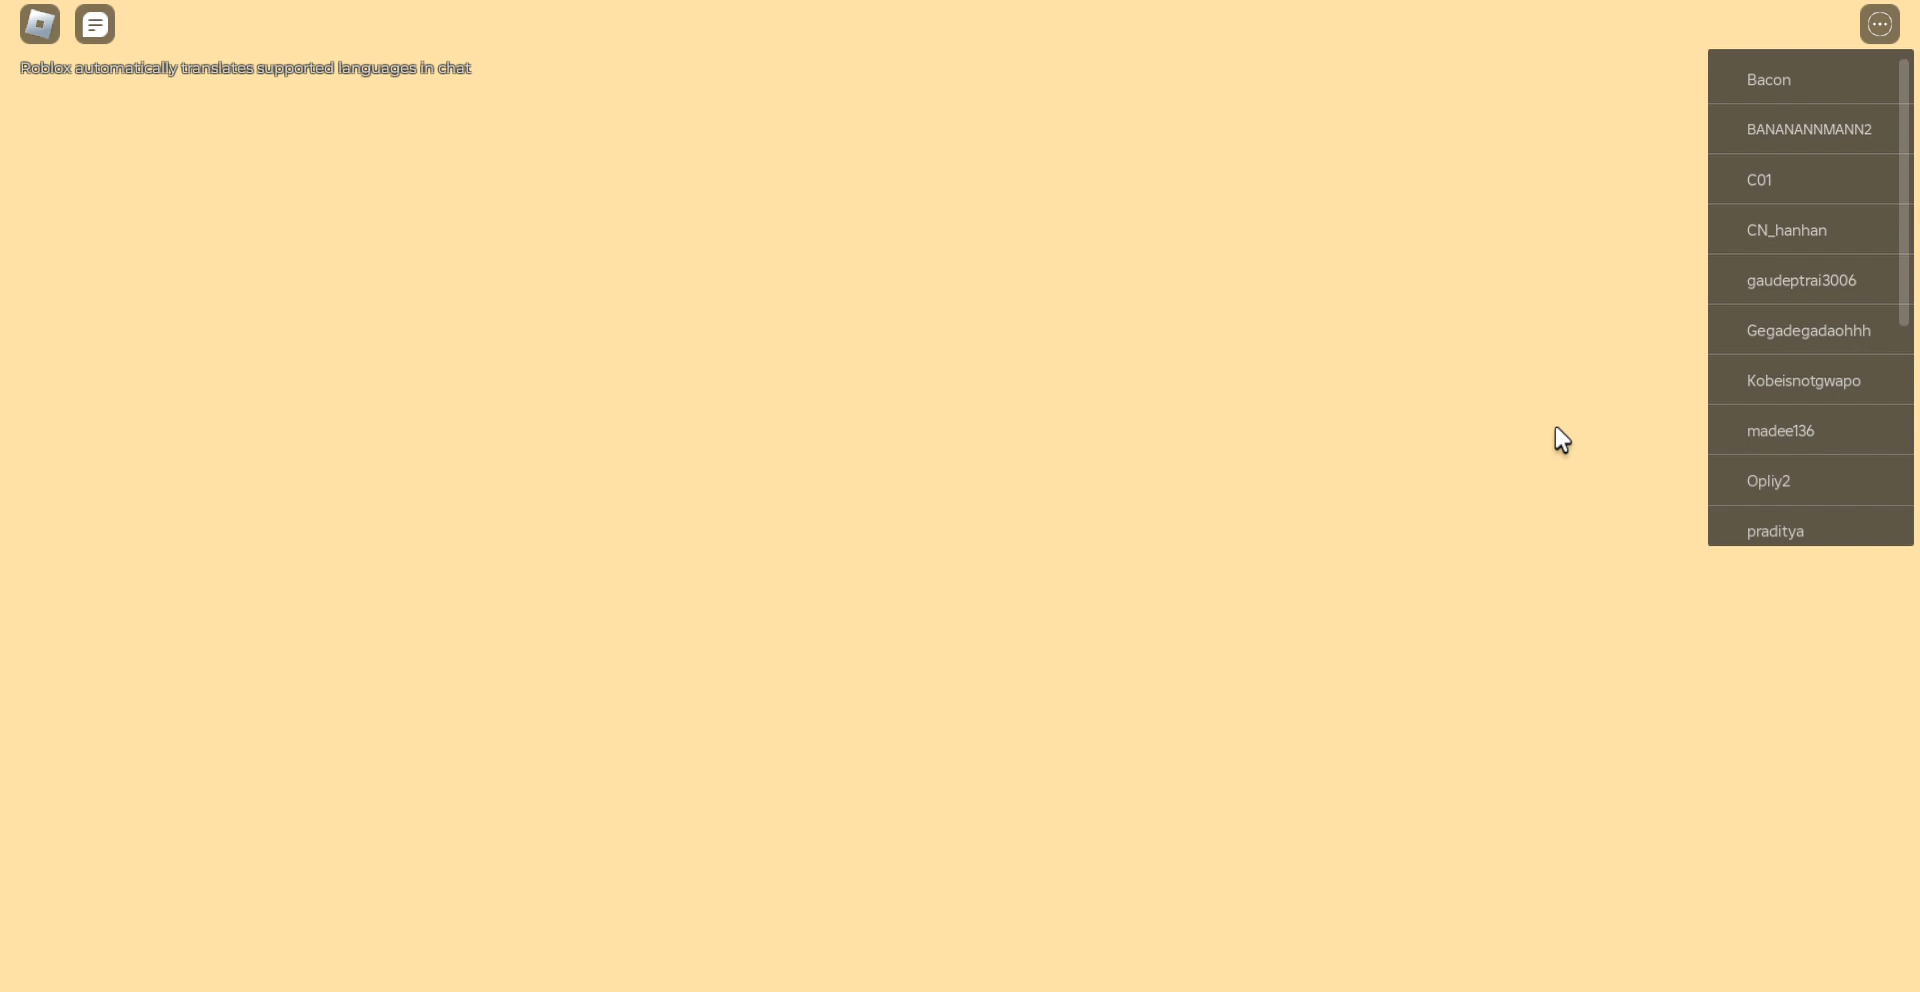 Roblox automatically translates supported languages in chat
Bacon
BANANANNMANN2
C01
CN_hanhan
gaudeptrai3006
Gegadegadaohhh
Kobeisnotgwapo
madee136
Opliy2
praditya